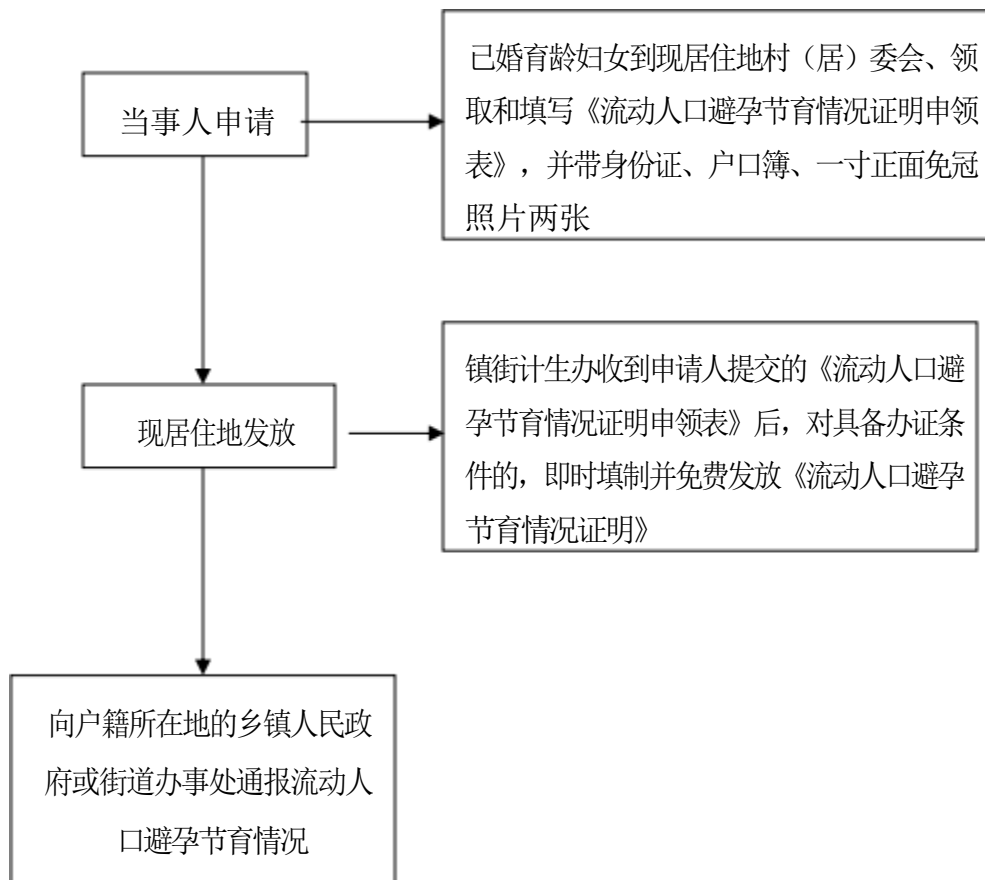 当事人申请
已婚育龄妇女到现居住地村（居）委会、领
取和填写《流动人口避孕节育情况证明申领
表》，并带身份证、户口簿、一寸正面免冠
照片两张
现居住地发放
镇街计生办收到申请人提交的《流动人口避
孕节育情况证明申领表》后，对具备办证条
件的，即时填制并免费发放《流动人口避孕
节育情况证明》
向户籍所在地的乡镇人民政
府或街道办事处通报流动人
口避孕节育情况